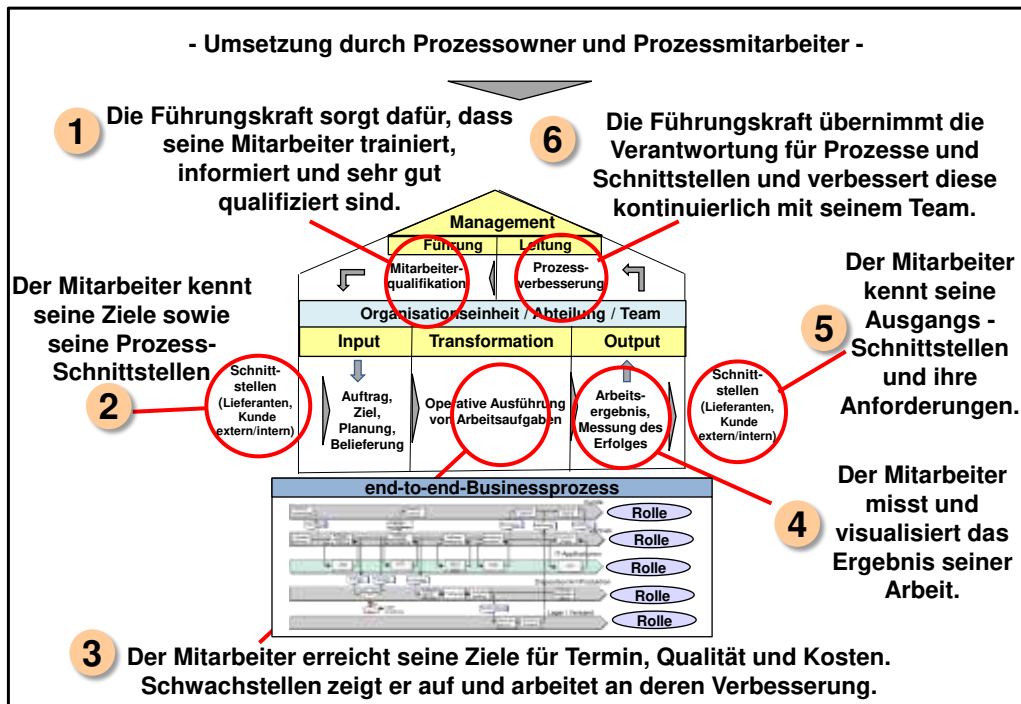 - Umsetzung durch Prozessowner und Prozessmitarbeiter -
1
Die Führungskraft sorgt dafür, dass
seine Mitarbeiter trainiert,
informiert und sehr gut
qualifiziert sind.
6
Die Führungskraft übernimmt die
Verantwortung für Prozesse und
Schnittstellen und verbessert diese
kontinuierlich mit seinem Team.
Management
Führung
Leitung
Mitarbeiter-
qualifikation
Prozess-
verbesserung
Der Mitarbeiter kennt
seine Ziele sowie
seine Prozess-
Schnittstellen
2
Der Mitarbeiter
kennt seine
Ausgangs -
Schnittstellen
und ihre
Anforderungen.
5
Organisationseinheit / Abteilung / Team
Input
Transformation
Output
Schnitt-
stellen
(Lieferanten,
Kunde
extern/intern)
Auftrag,
Ziel,
Planung,
Belieferung
Operative Ausführung
von Arbeitsaufgaben
Arbeits-
ergebnis,
Messung des
Erfolges
Schnitt-
stellen
(Lieferanten,
Kunde
extern/intern)
4
Der Mitarbeiter
misst und
visualisiert das
Ergebnis seiner
Arbeit.
end-to-end-Businessprozess
Rolle
Rolle
IT-Applikationen
Rolle
Rolle
Lager / Versand
Rolle
3
Der Mitarbeiter erreicht seine Ziele für Termin, Qualität und Kosten.
Schwachstellen zeigt er auf und arbeitet an deren Verbesserung.